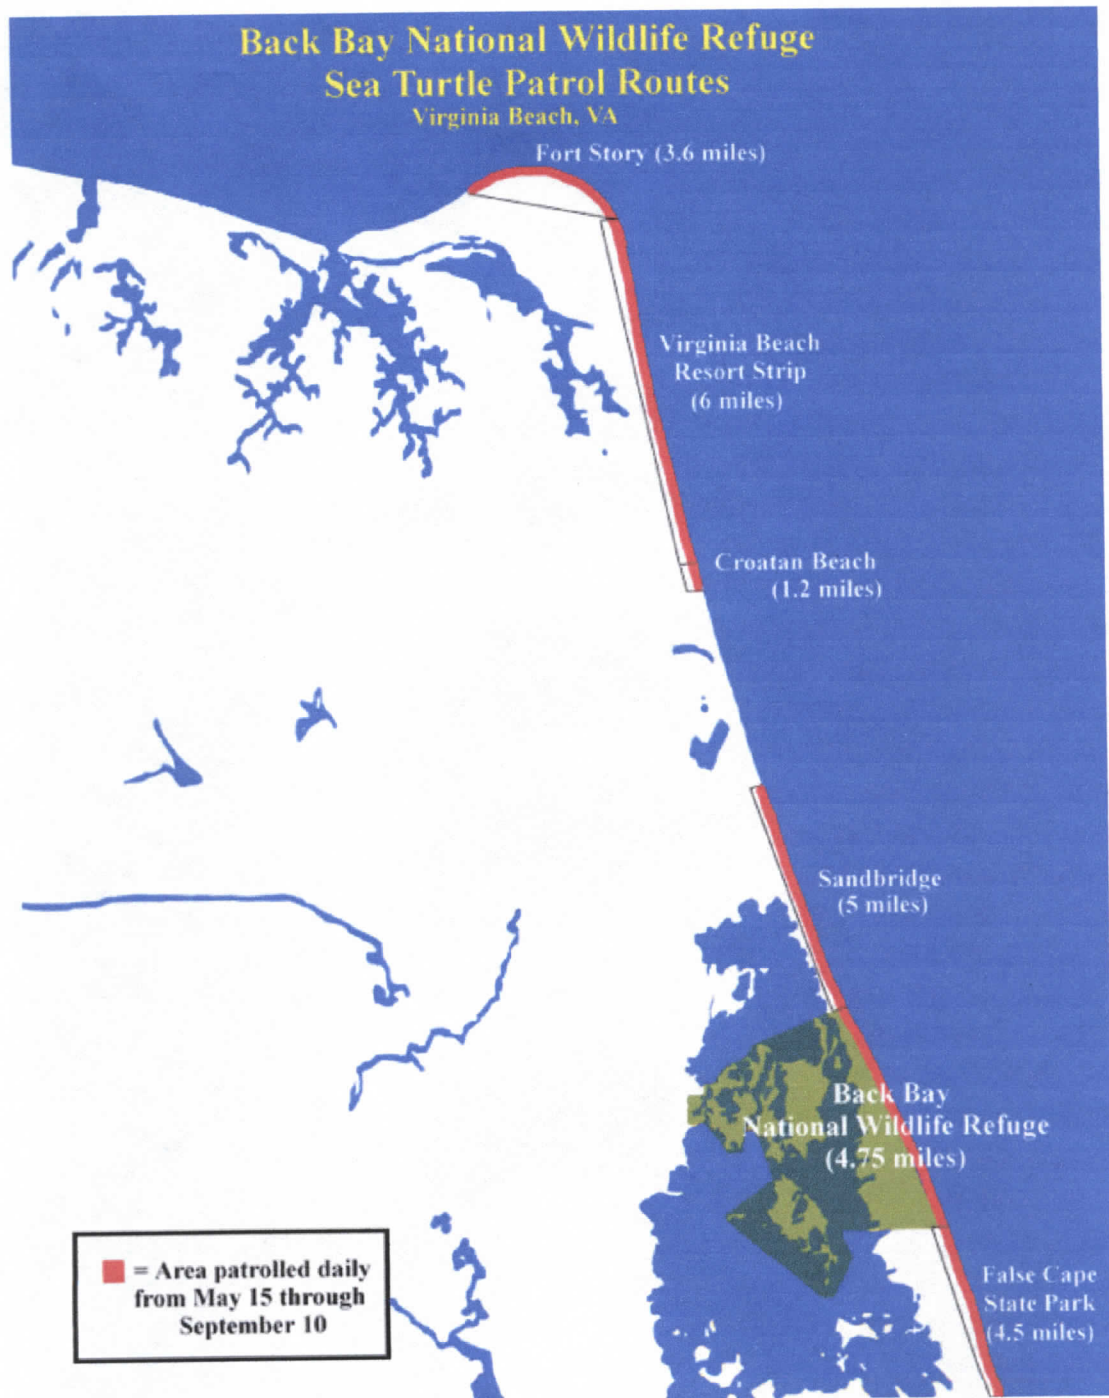 Back Bay National Wildlife Refuge
Sea Turtle Patrol Routes
Virginia Beach, VA
Fort Story (3.6 miles)
Virginia Beach
Resort Strip
(6 miles)
Croatan Beach
(1.2 miles)
Sandbridge
(5 miles)
Back Bay
National Wildlife Refuge
(4.75 miles)
False Cape
State Park
(4.5 miles)
= Area patrolled daily
from May 15 through
September 10